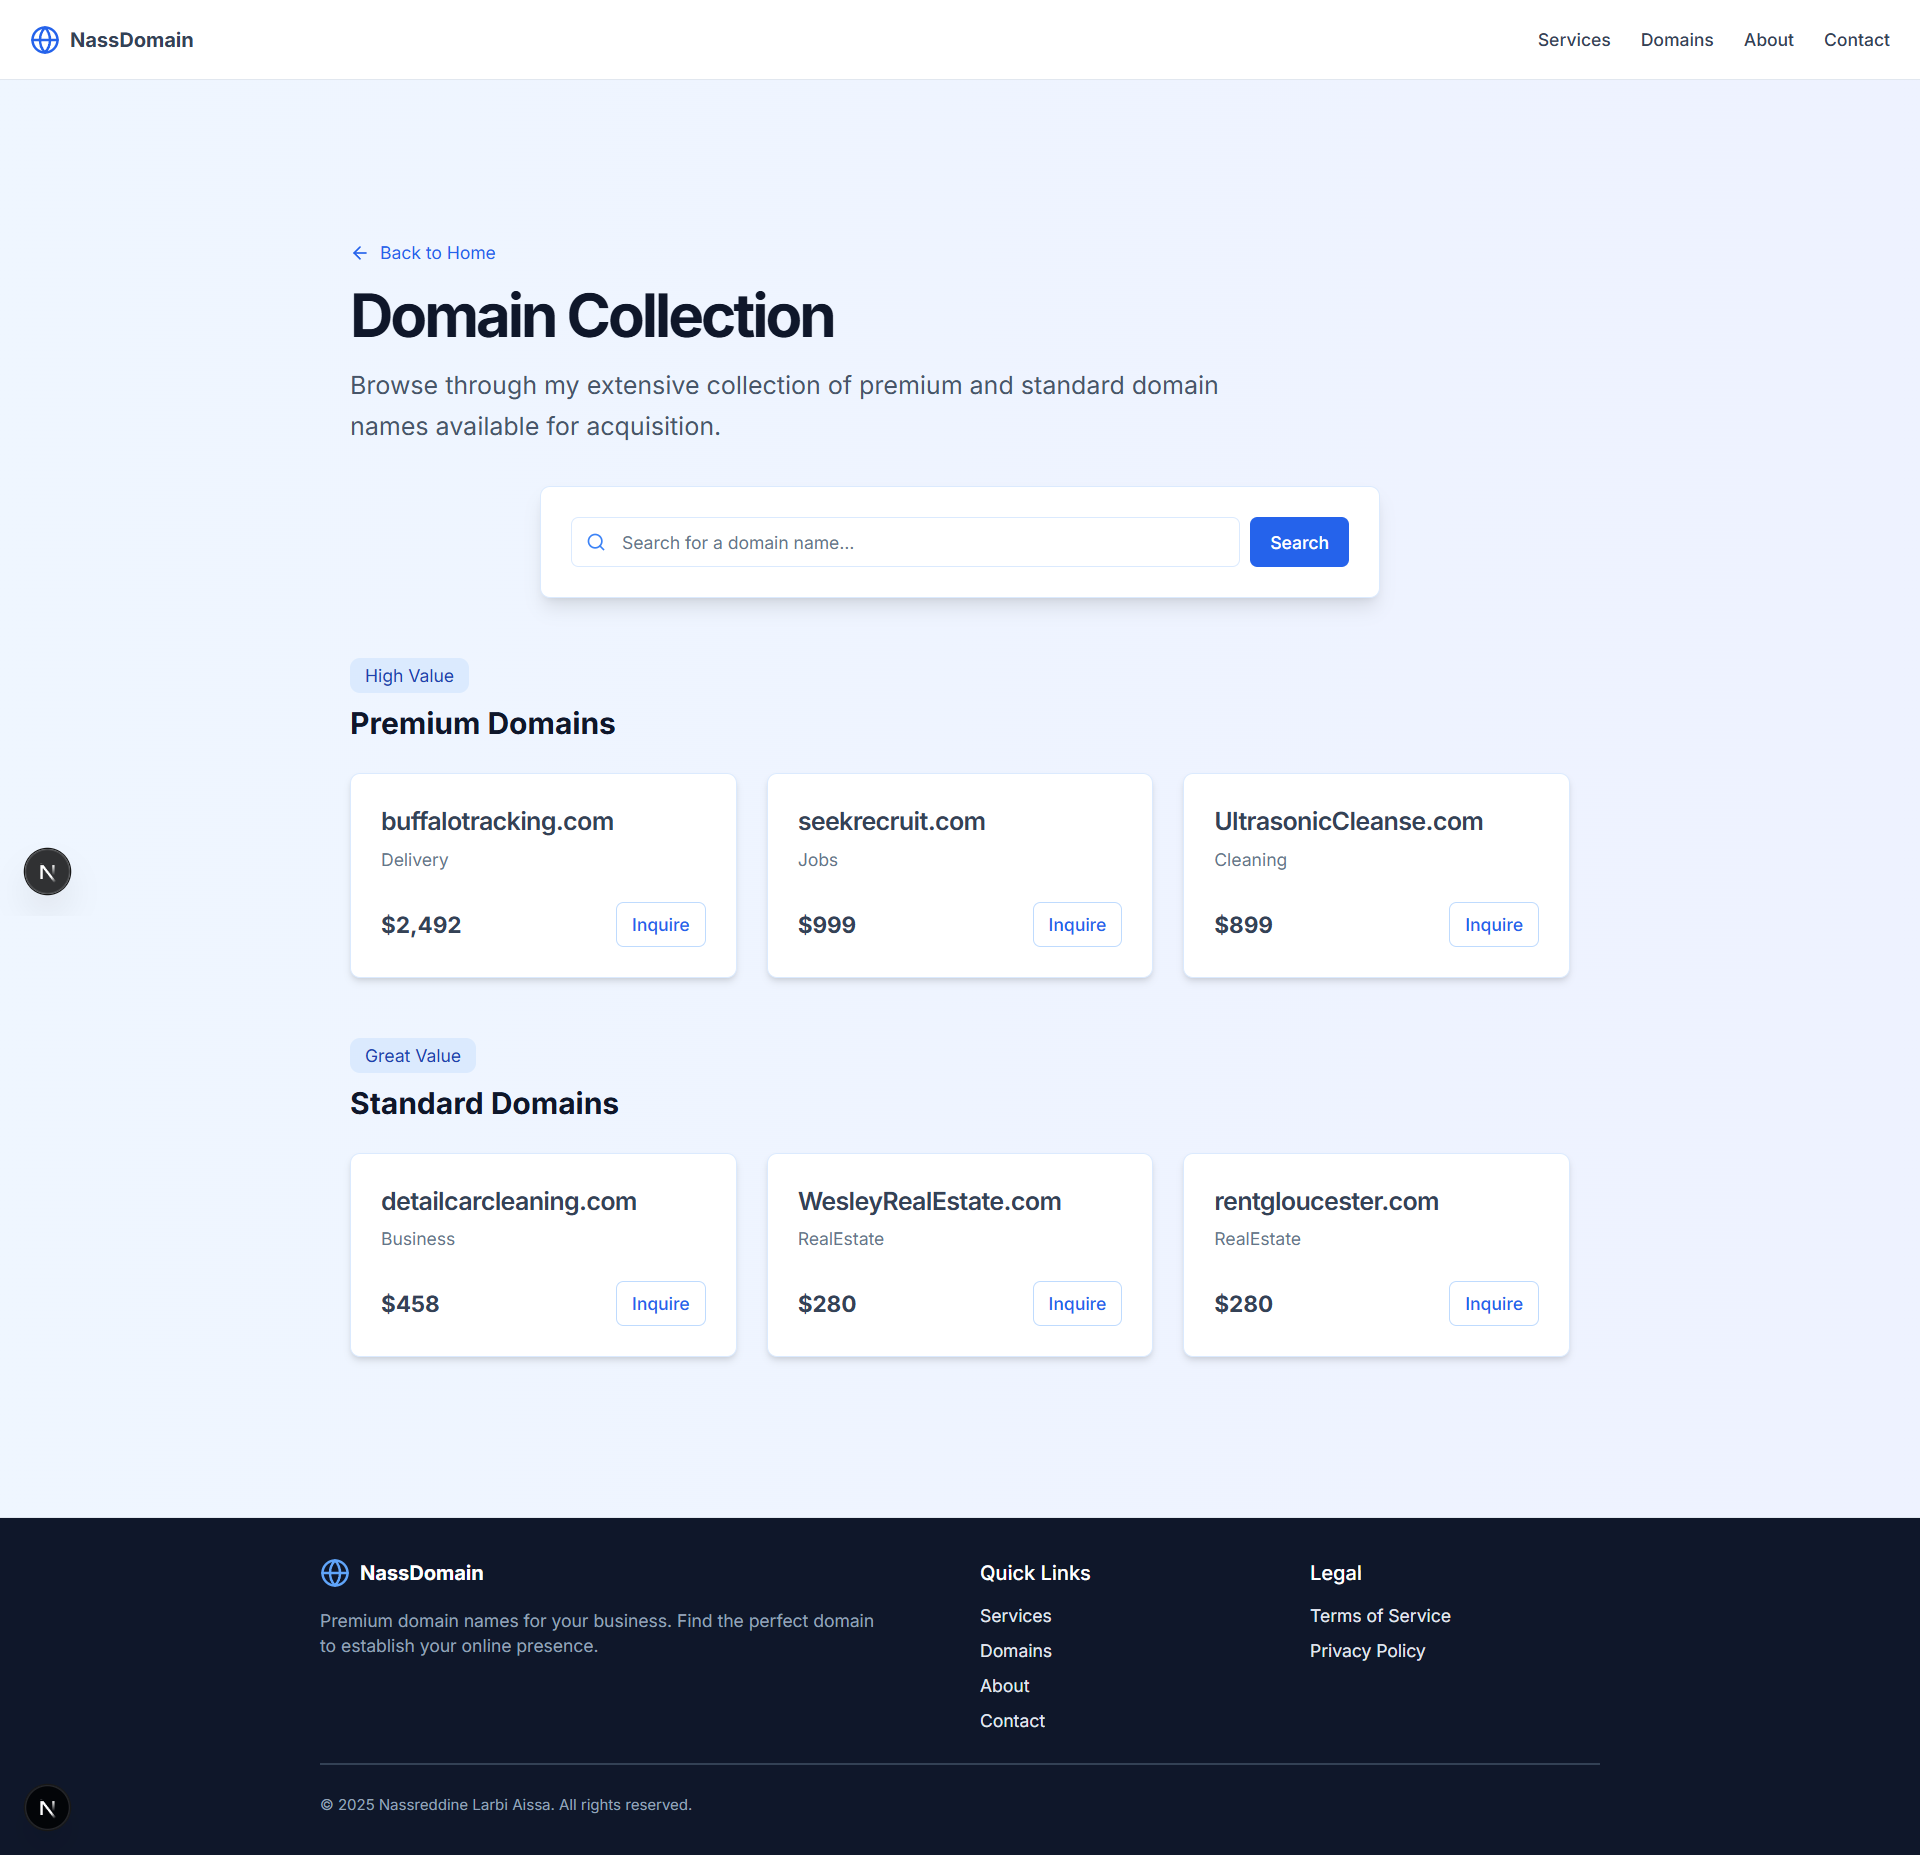 NassDomain
Services
Domains
About
Contact
Back to Home
Domain Collection
Browse through my extensive collection of premium and standard domain
names available for acquisition.
Search for a domain name...
Search
High Value
Premium Domains
buffalotracking.com
Delivery
$2,492
Inquire
seekrecruit.com
Jobs
$999
Inquire
UltrasonicCleanse.com
Cleaning
$899
Inquire
N
Great Value
Standard Domains
detailcarcleaning.com
Business
$458
Inquire
WesleyRealEstate.com
RealEstate
$280
Inquire
rentgloucester.com
RealEstate
$280
Inquire
NassDomain
Premium domain names for your business. Find the perfect domain
to establish your online presence.
Quick Links
Services
Domains
About
Contact
Legal
Terms of Service
Privacy Policy
© 2025 Nassreddine Larbi Aissa. All rights reserved.
N